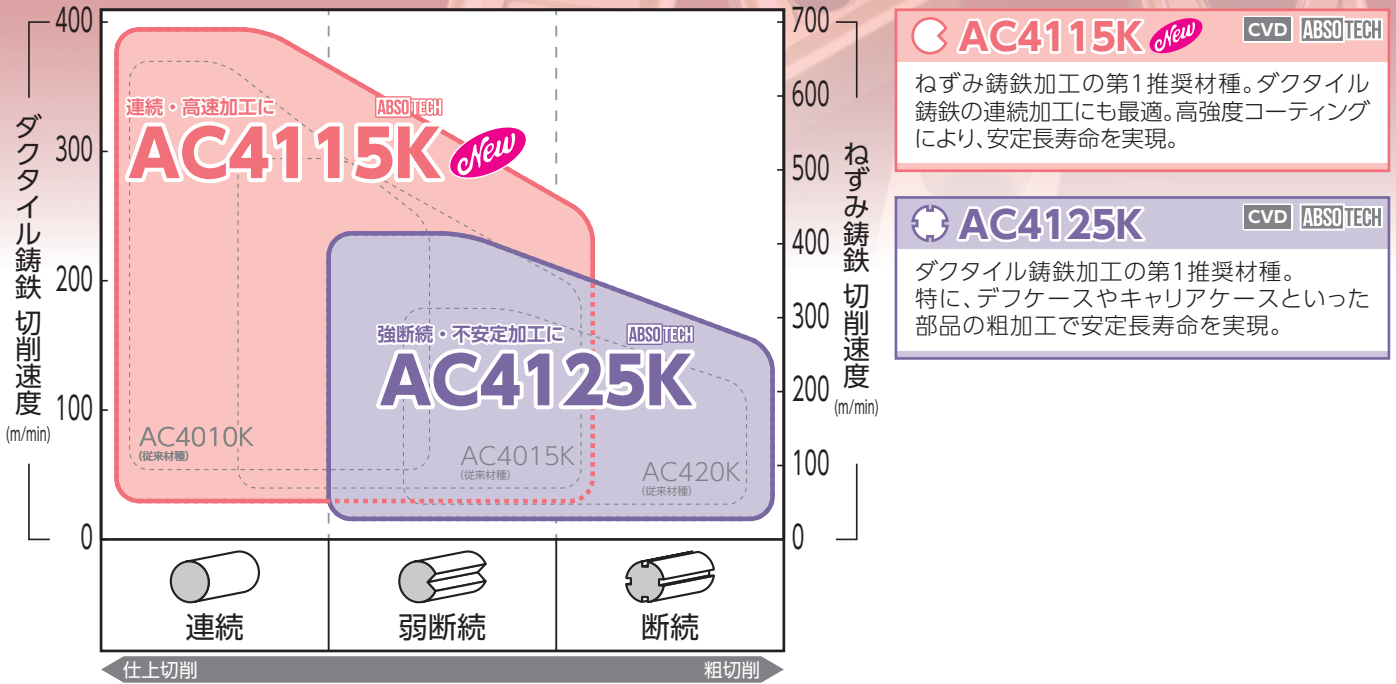 400
300
200
100
0
ダクタイル鋳鉄 切削速度
(m/min)
連続・高速加工に
ABSOTECH
AC4115K New
強断続・不安定加工に
ABSOTECH
AC4125K
AC4010K
(従来材種)
AC4015K
(従来材種)
AC420K
(従来材種)
700
600
500
400
300
200
100
0
ねずみ鋳鉄 切削速度
(m/min)
連続
弱断続
断続
仕上切削
粗切削
AC4115K New CVD ABSOTECH
ねずみ鋳鉄加工の第1推奨材種。ダクタイル
鋳鉄の連続加工にも最適。高強度コーティング
により、安定長寿命を実現。
AC4125K CVD ABSOTECH
ダクタイル鋳鉄加工の第1推奨材種。
特に、デフケースやキャリアケースといった
部品の粗加工で安定長寿命を実現。